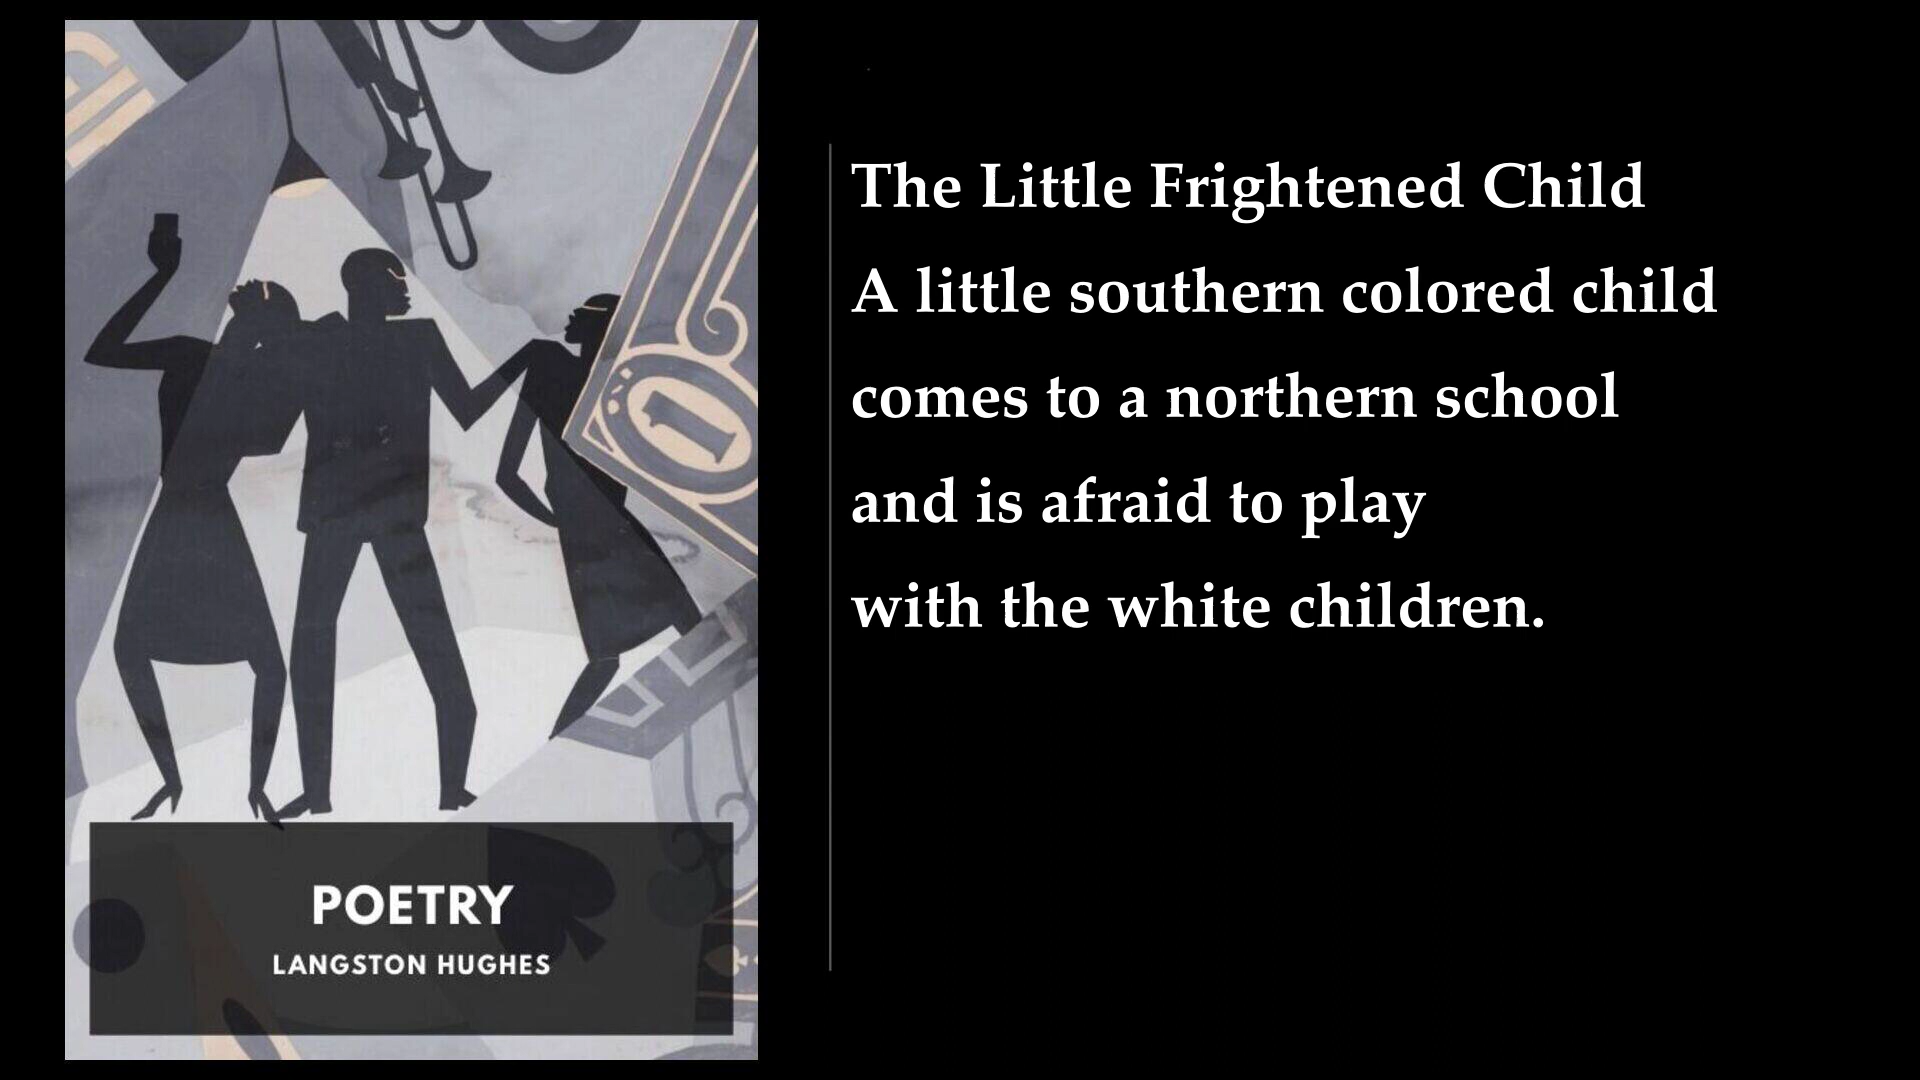 The Little Frightened Child
A little southern colored child
comes to a northern school
and is afraid to play
with the white children.
POETRY
LANGSTON HUGHES